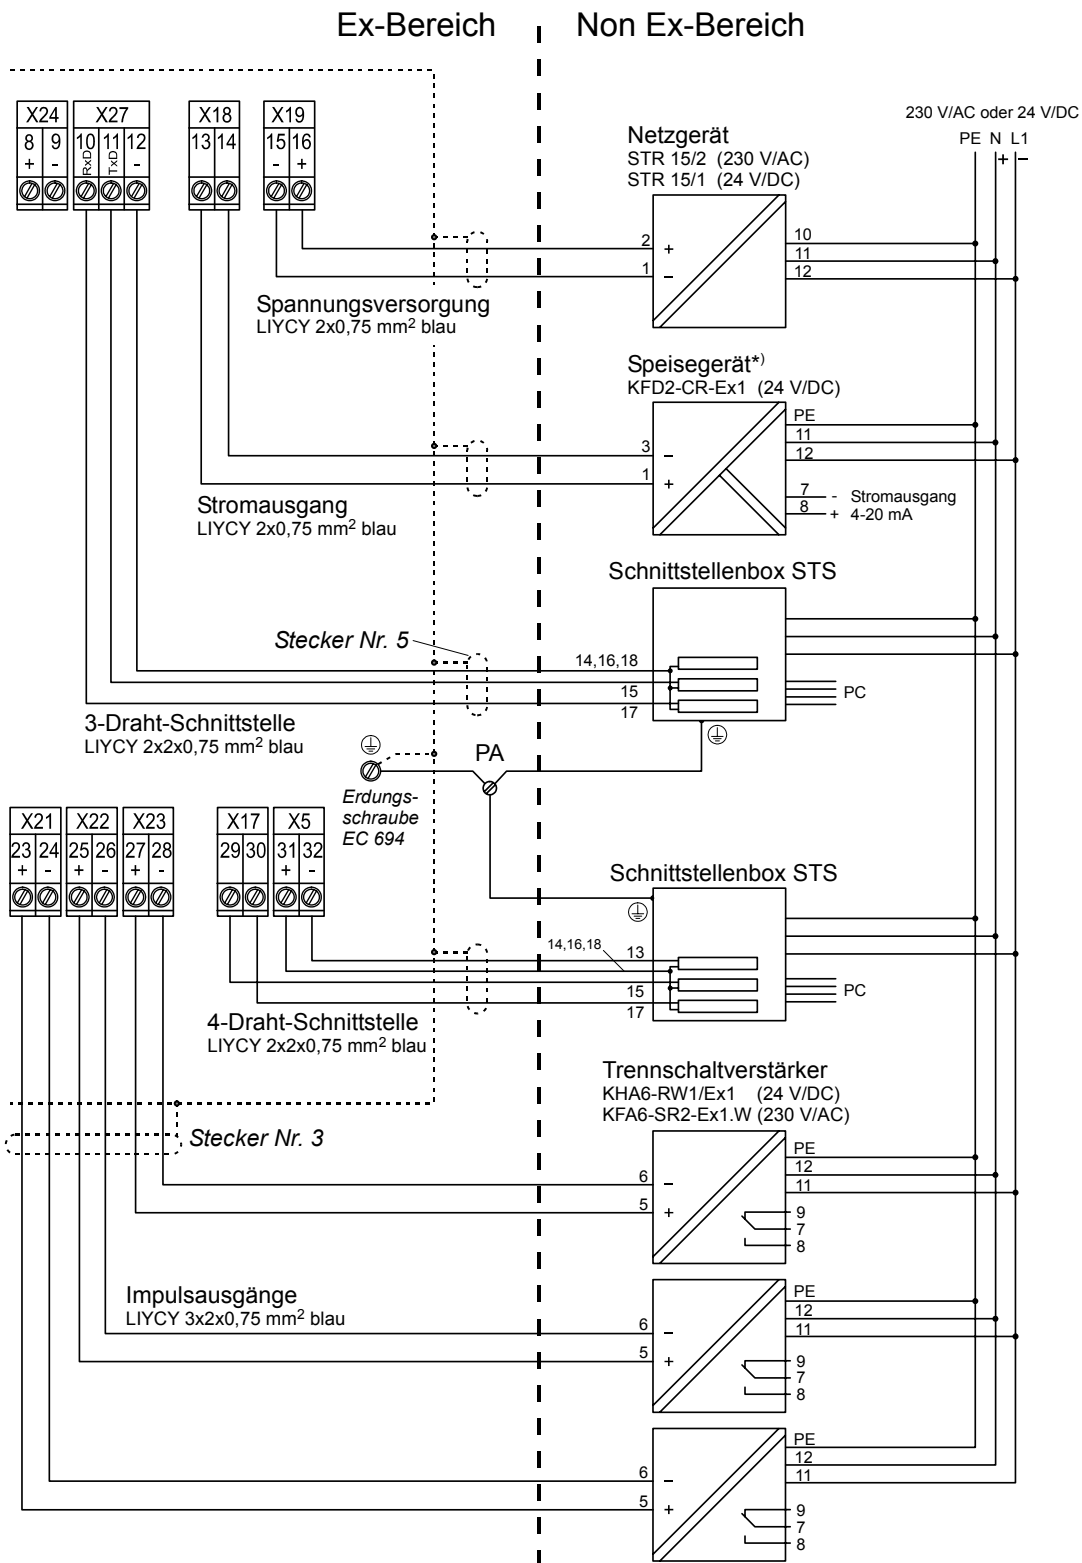 Ex-Bereich
Non Ex-Bereich
230 V/AC oder 24 V/DC
PE N L1
+ –
X24 X27 X18 X19
8 9 10 11 12 13 14 15 16
+ - RxD TxD - - +
Netzgerät
STR 15/2 (230 V/AC)
STR 15/1 (24 V/DC)
2 + 10
11
1 – 12
Spannungsversorgung
LIYCY 2x0,75 mm² blau
Speisegerät*)
KFD2-CR-Ex1 (24 V/DC)
PE
3 – 11
12
1 +
7 - Stromausgang
8 + 4-20 mA
Stromausgang
LIYCY 2x0,75 mm² blau
Schnittstellenbox STS
Stecker Nr. 5
14,16,18
15
17
PC
3-Draht-Schnittstelle
LIYCY 2x2x0,75 mm² blau
PA
Erdungs-
schraube
EC 694
X21 X22 X23 X17 X5
23 24 25 26 27 28 29 30 31 32
+ - + - + - + -
Schnittstellenbox STS
14,16,18
13
15
17
PC
4-Draht-Schnittstelle
LIYCY 2x2x0,75 mm² blau
Trennschaltverstärker
KHA6-RW1/Ex1 (24 V/DC)
KFA6-SR2-Ex1.W (230 V/AC)
Stecker Nr. 3
PE
12
6 – 11
5 + 9
7
8
Impulsausgänge
LIYCY 3x2x0,75 mm² blau
PE
12
6 – 11
5 + 9
7
8
PE
12
6 – 11
5 + 9
7
8